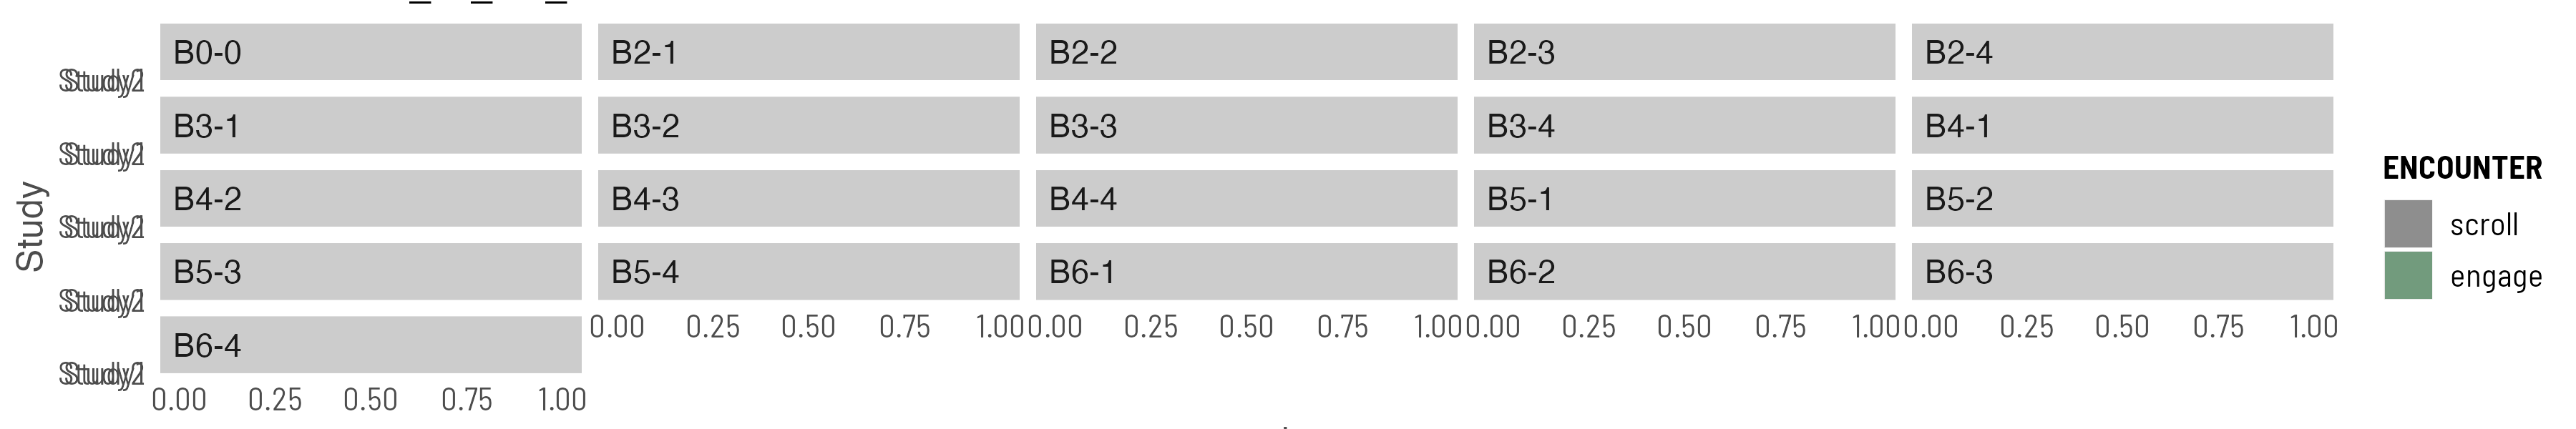 B0-0 B2-1 B2-2 B2-3 B2-4
B3-1 B3-2 B3-3 B3-4 B4-1
B4-2 B4-3 B4-4 B5-1 B5-2
B5-3 B5-4 B6-1 B6-2 B6-3
0.00 0.25 0.50 0.75 1.00 0.00 0.25 0.50 0.75 1.00 0.00 0.25 0.50 0.75 1.00 0.00 0.25 0.50 0.75 1.00
B6-4
0.00 0.25 0.50 0.75 1.00
Study
ENCOUNTER
scroll
engage